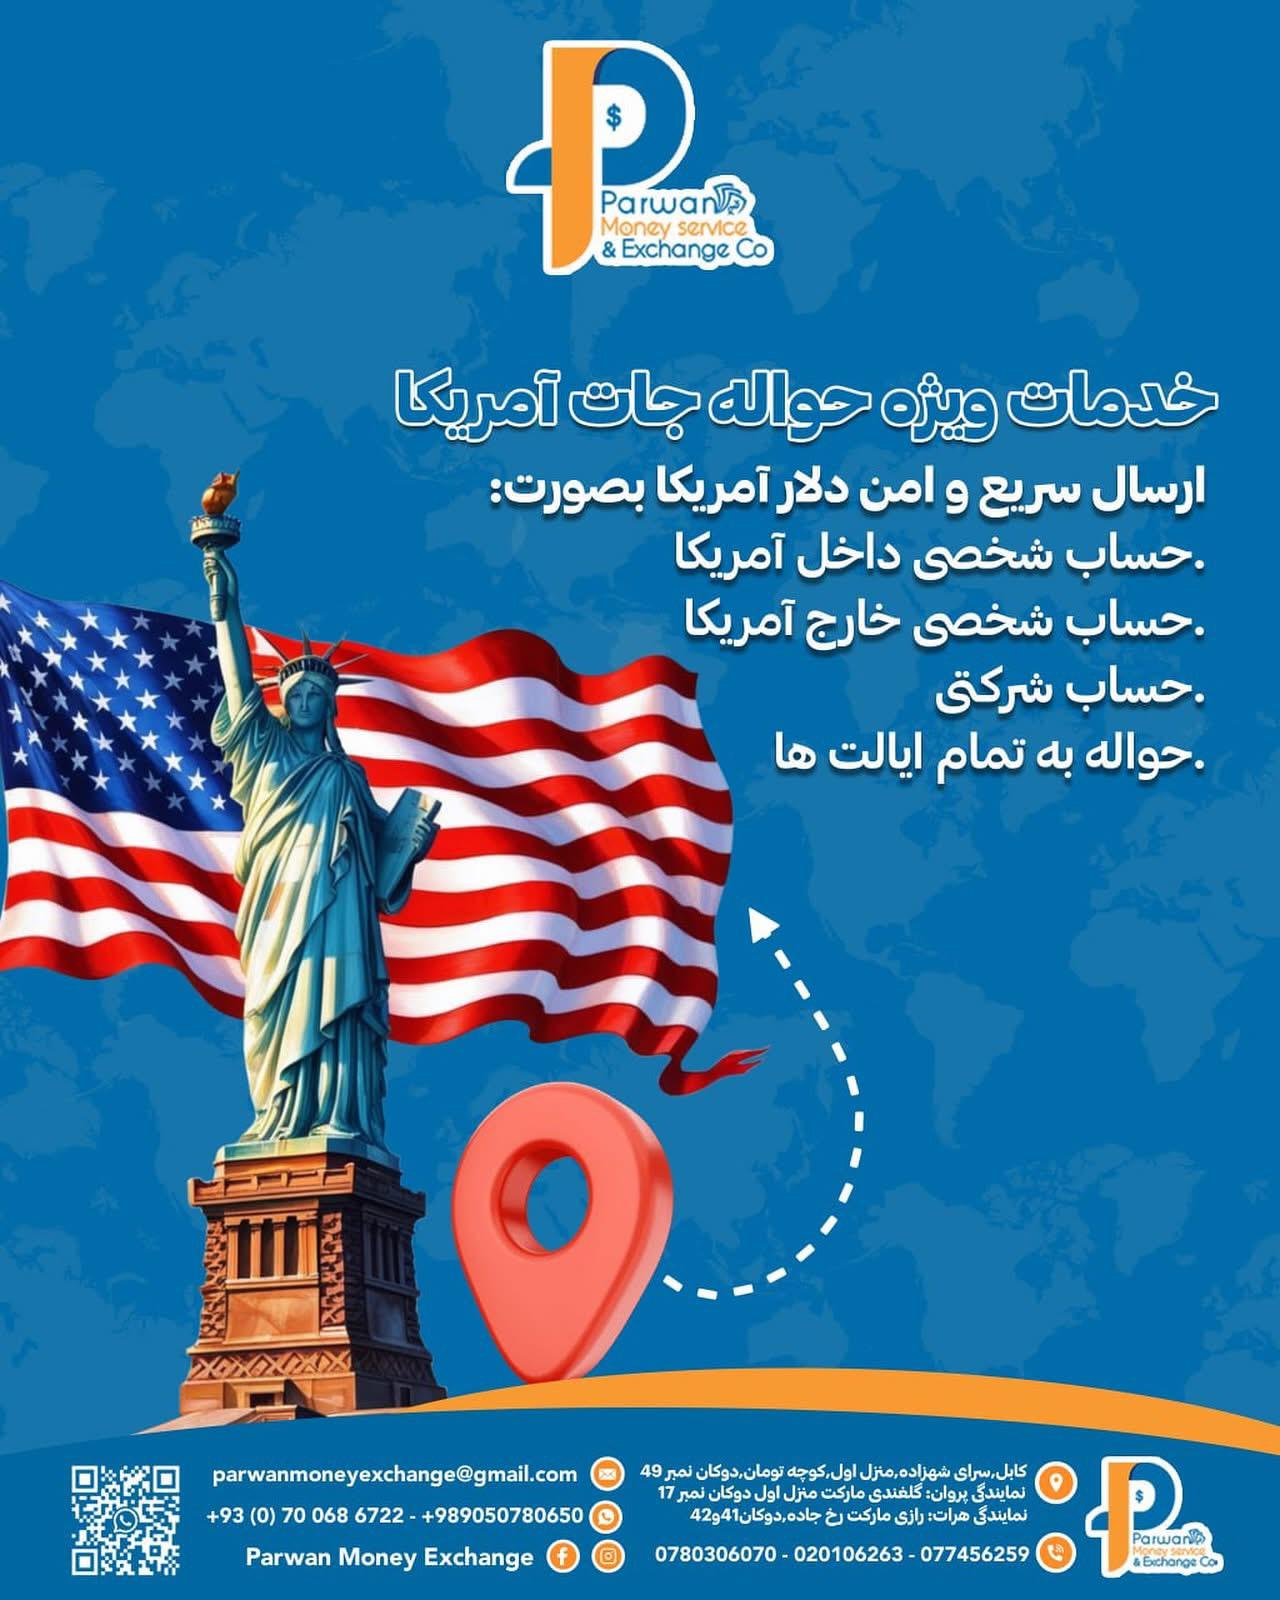 $
Parwan
Money service
& Exchange Co
خدمات ویژه حواله جات آمریکا
ارسال سریع و امن دلار آمریکا بصورت:
.حساب شخصی داخل آمریکا
.حساب شخصی خارج آمریکا
.حساب شرکتی
.حواله به تمام ایالت ها
کابل,سرای شهزاده,منزل اول,کوچه تومان,دوکان نمبر 49
نمایندگی پروان: گلغندی مارکت منزل اول دوکان نمبر 17
نمایندگی هرات: رازی مارکت رخ جاده,دوکان41و42
0780306070 - 020106263 - 077456259
parwanmoneyexchange@gmail.com
+93 (0) 70 068 6722 - +989050780650
Parwan Money Exchange
$
Parwan
Money service
& Exchange Co